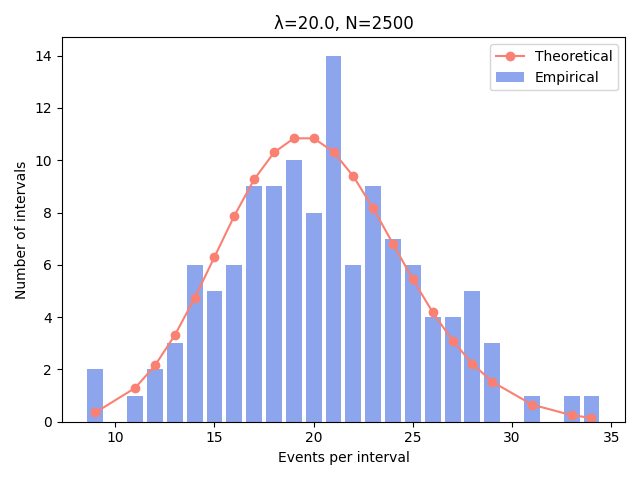 λ=20.0, N=2500
Theoretical
Empirical
Number of intervals
14
12
10
8
6
4
2
0
10 15 20 25 30 35
Events per interval